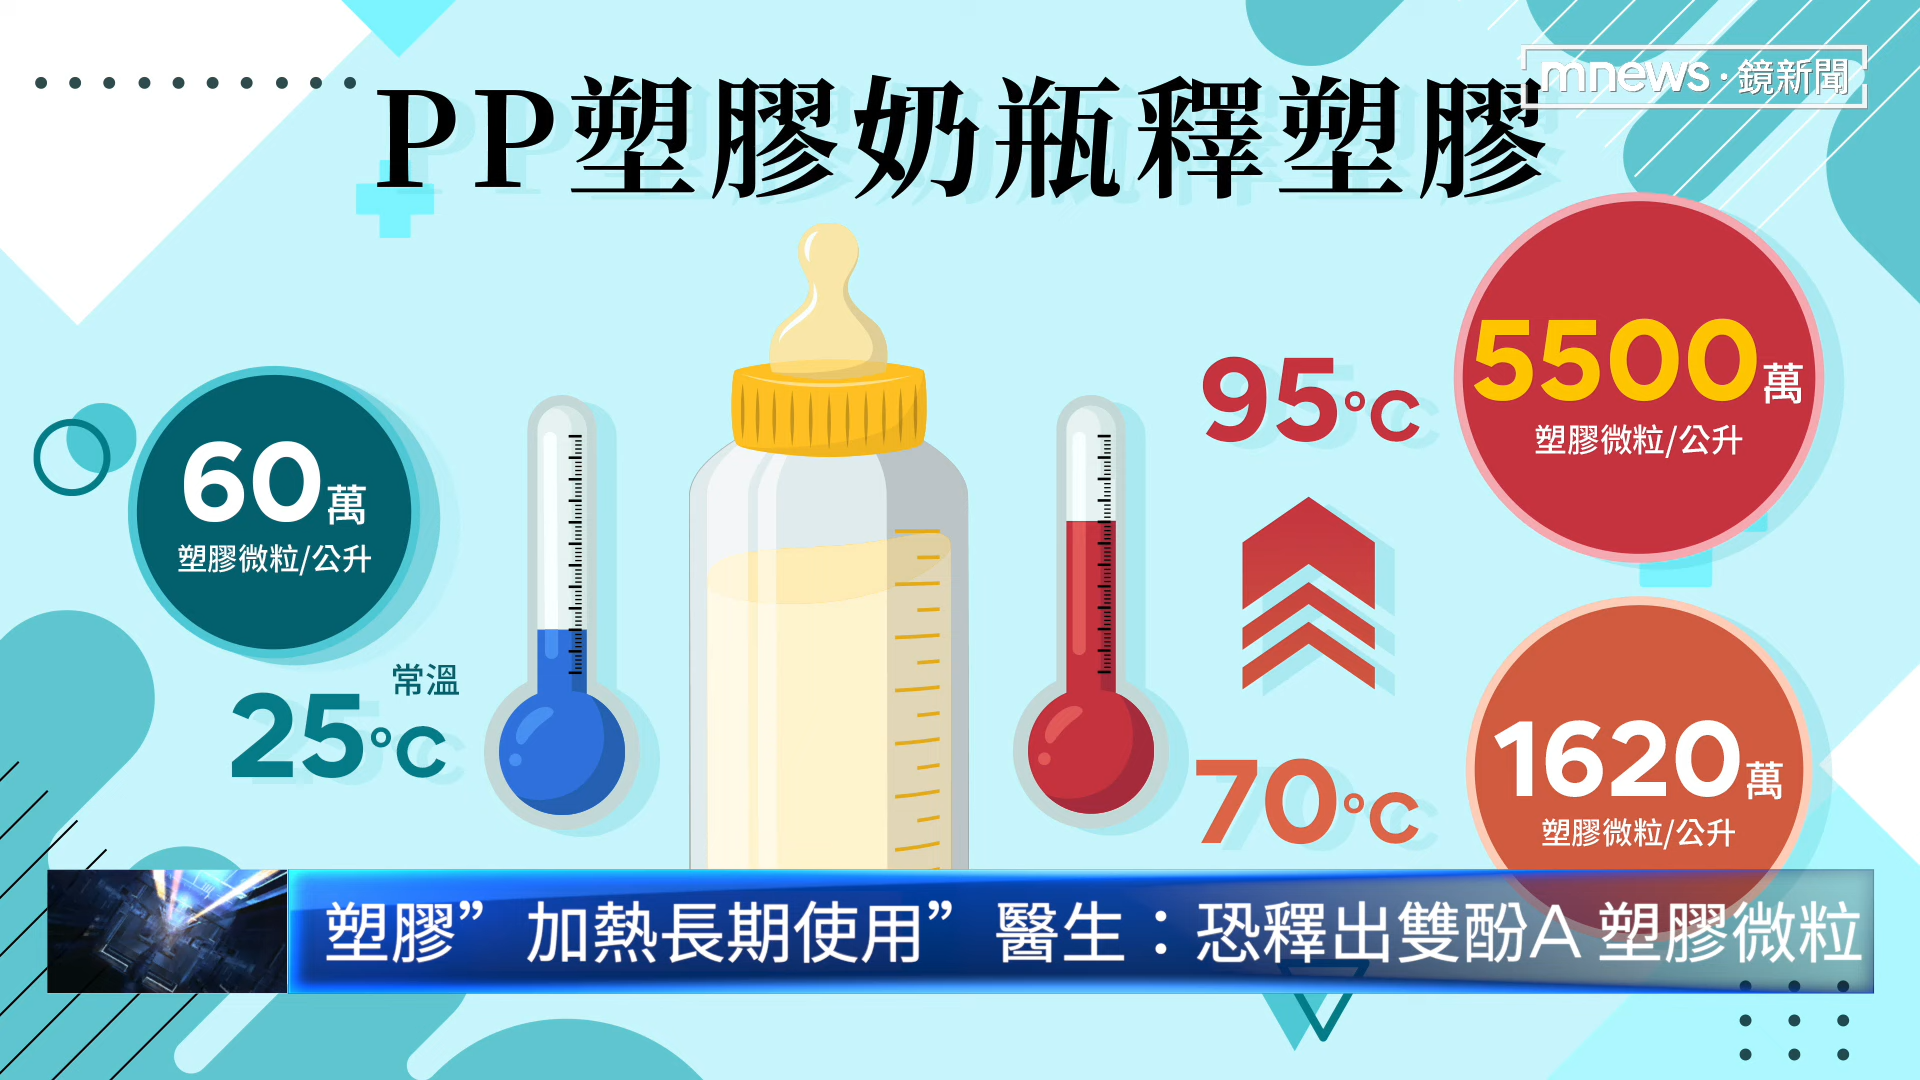 PP塑膠奶瓶釋塑膠
mnews·鏡新聞
60萬
塑膠微粒/公升
常溫
25°C
95°C
5500萬
塑膠微粒/公升
70°C
1620萬
塑膠微粒/公升
塑膠” 加熱長期使用” 醫生：恐釋出雙酚A 塑膠微粒